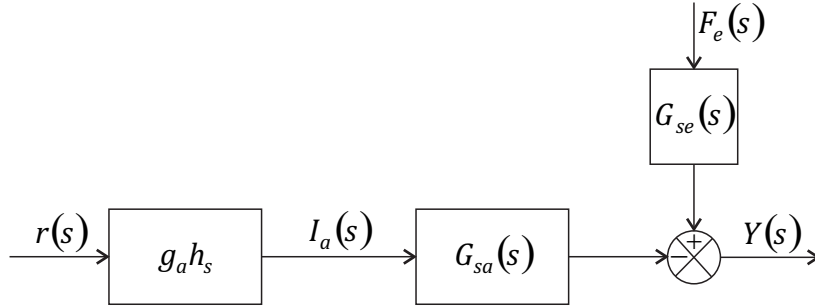 F_e(s)
G_se(s)
r(s)
g_a h_s
I_a(s)
G_sa(s)
+
−
Y(s)